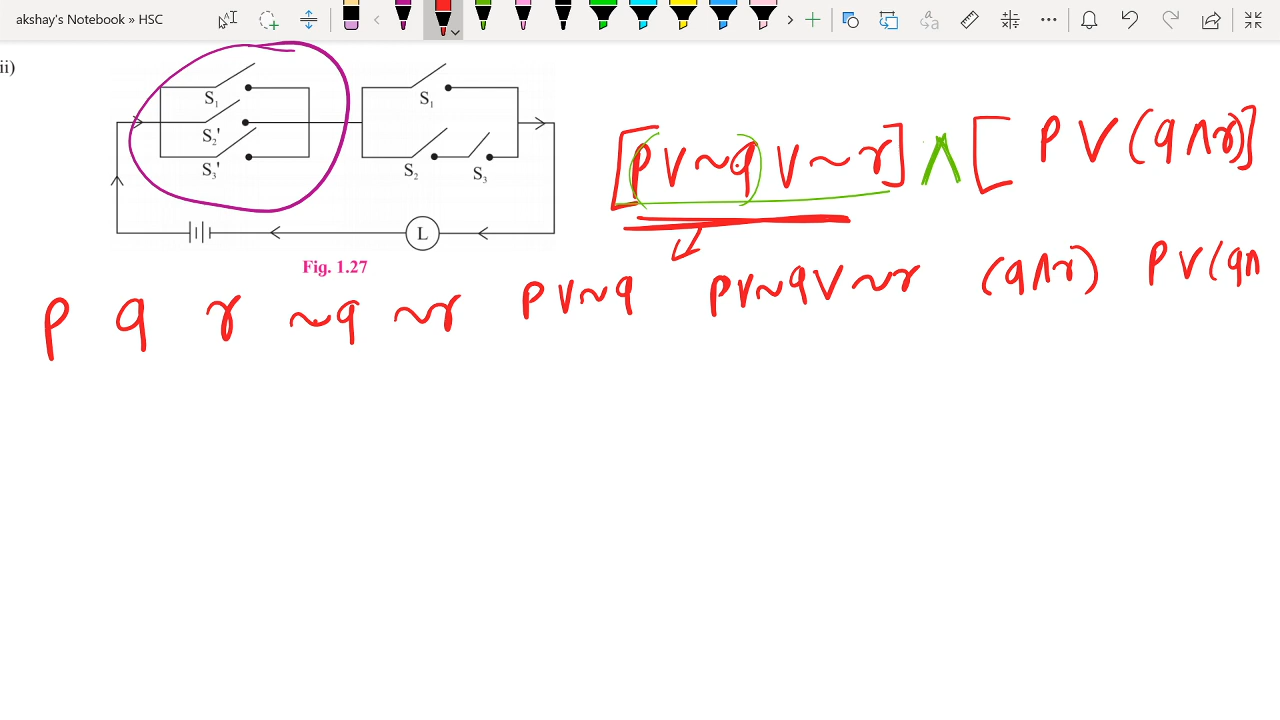 akshay's Notebook » HSC
ii)
S₁ S₁
S₂'
S₃' S₂ S₃
[p ∨ ~q ∨ ~r] ∧ [p ∨ (q ∧ r)]
L
Fig. 1.27
p q r ~q ~r p∨~q p∨~q∨~r (q∧r) p∨(q∧